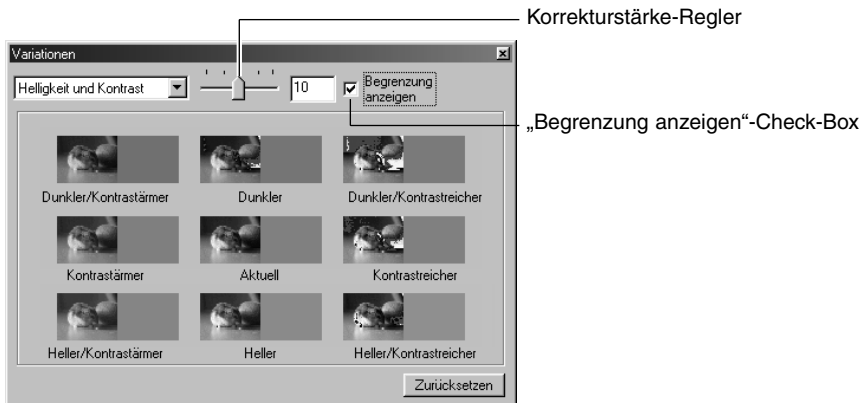 Korrekturstärke-Regler
Variationen
Helligkeit und Kontrast
10
Begrenzung
anzeigen
„Begrenzung anzeigen“-Check-Box
Dunkler/Kontrastärmer
Dunkler
Dunkler/Kontrastreicher
Kontrastärmer
Aktuell
Kontrastreicher
Heller/Kontrastärmer
Heller
Heller/Kontrastreicher
Zurücksetzen